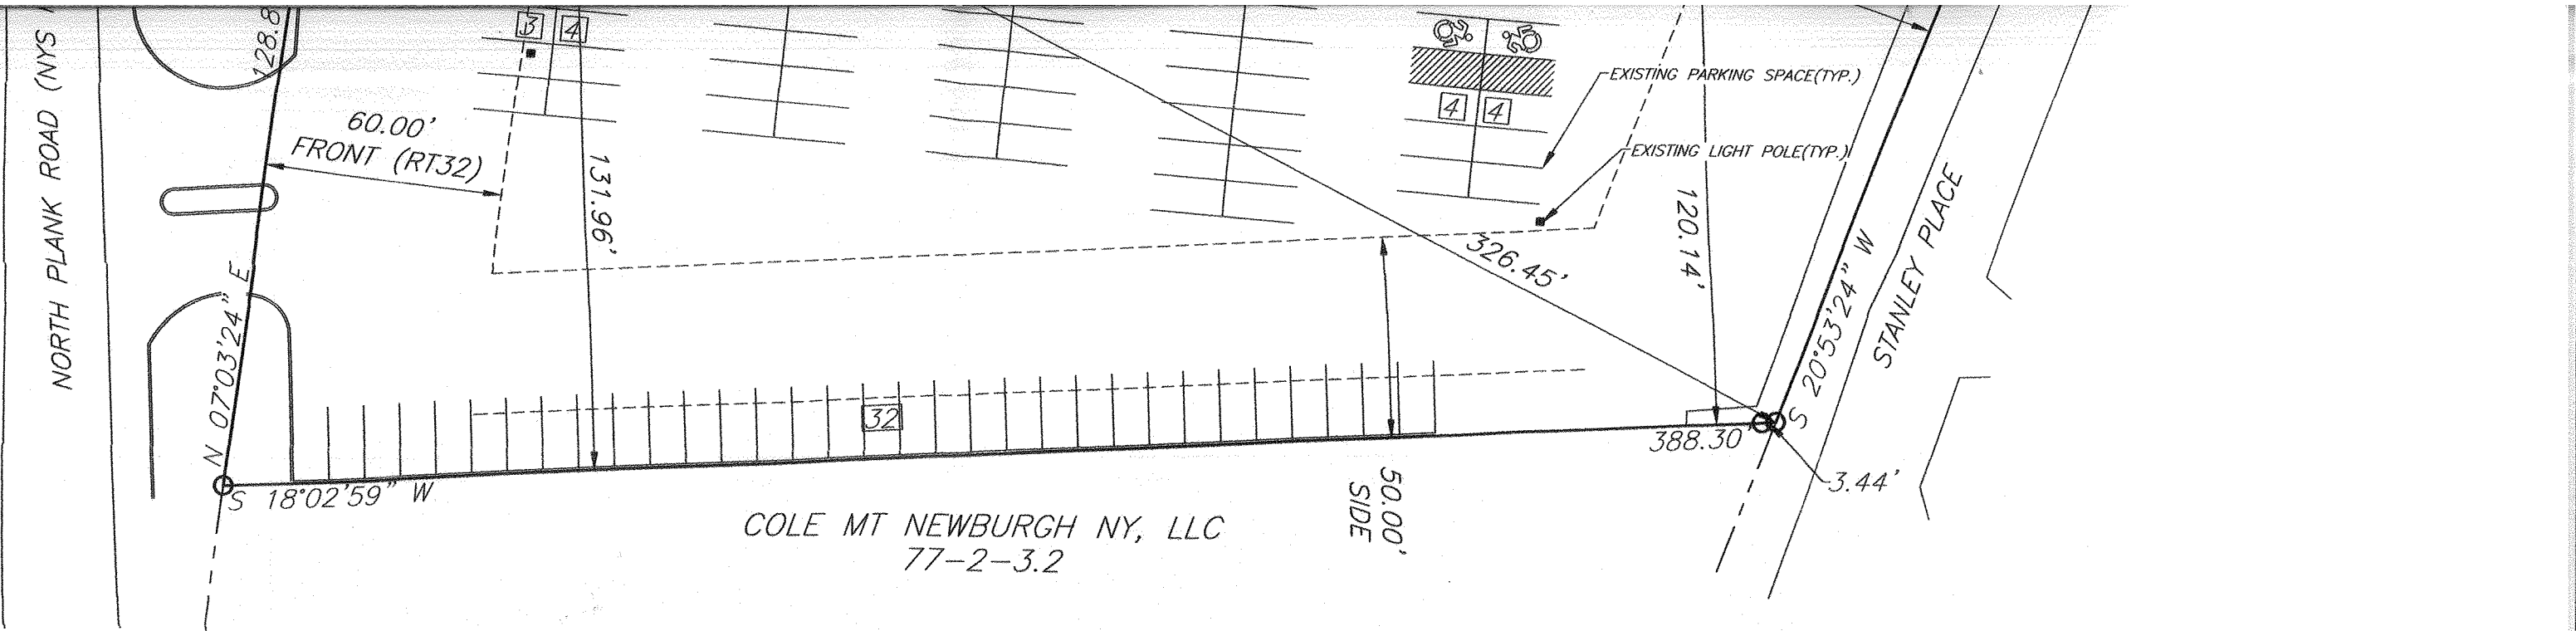 NORTH PLANK ROAD (NYS
128.8
3
4
60.00'
FRONT (RT32)
131.96'
4
4
EXISTING PARKING SPACE(TYP.)
EXISTING LIGHT POLE(TYP.)
326.45'
120.14'
S 20°53'24" W
STANLEY PLACE
N 07°03'24" E
32
S 18°02'59" W
388.30'
3.44'
50.00'
SIDE
COLE MT NEWBURGH NY, LLC
77-2-3.2